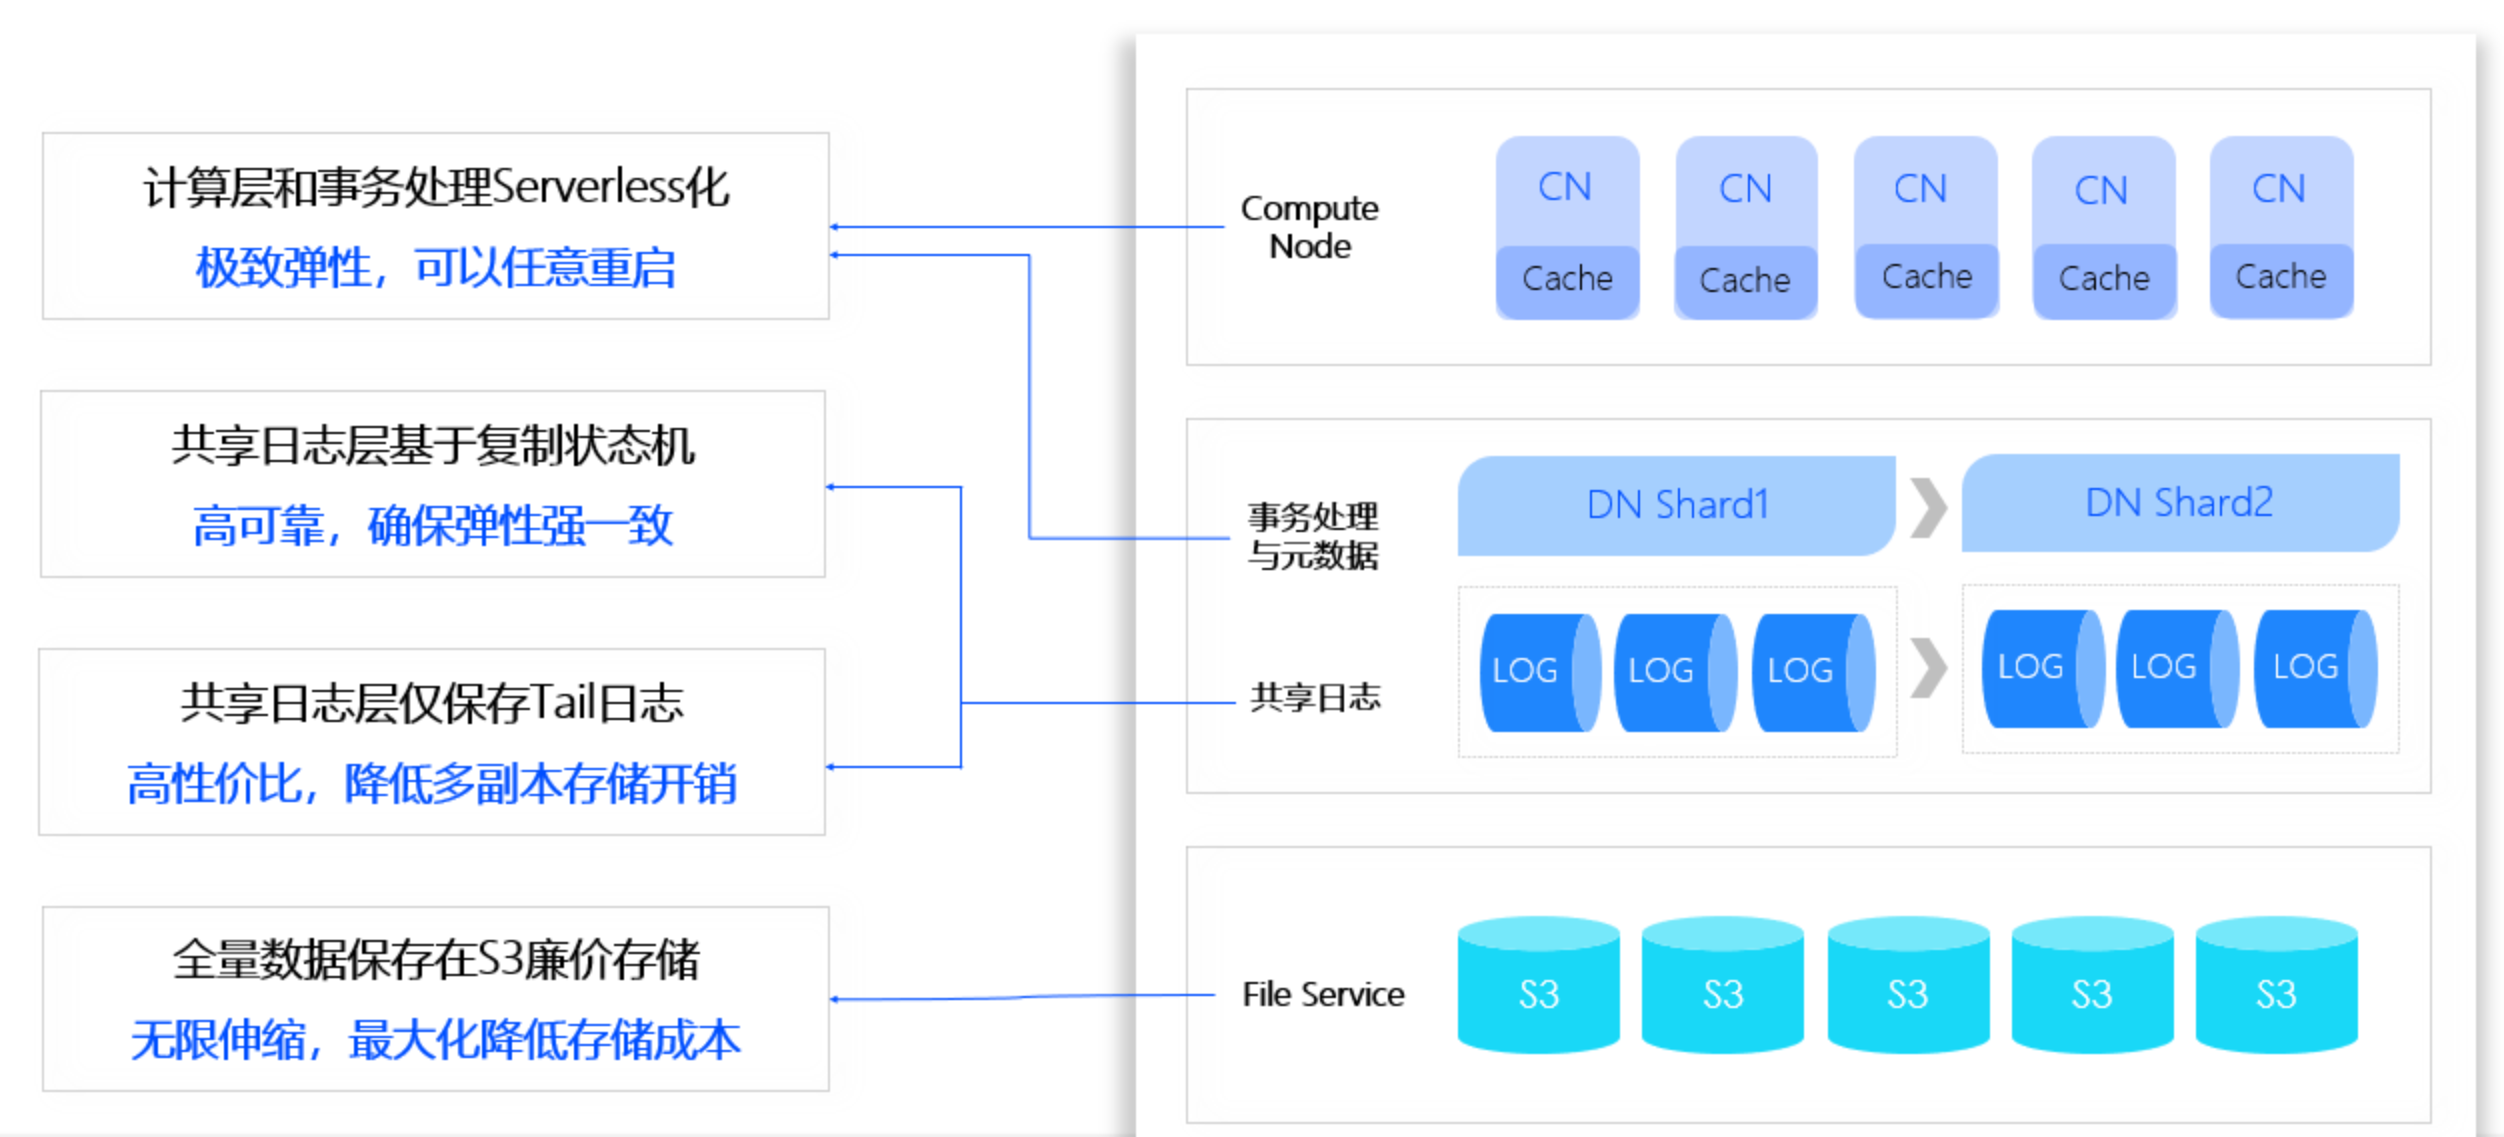 计算层和事务处理Serverless化
极致弹性，可以任意重启
共享日志层基于复制状态机
高可靠，确保弹性强一致
共享日志层仅保存Tail日志
高性价比，降低多副本存储开销
全量数据保存在S3廉价存储
无限伸缩，最大化降低存储成本
Compute
Node
CN CN CN CN CN
Cache Cache Cache Cache Cache
事务处理
与元数据
DN Shard1 DN Shard2
共享日志
LOG LOG LOG LOG LOG LOG
File Service
S3 S3 S3 S3 S3